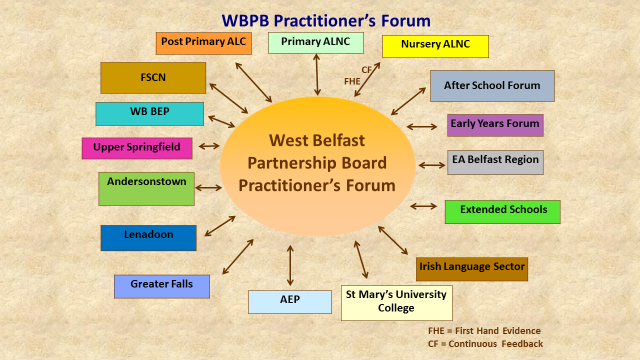 WBPB Practitioner's Forum
Post Primary ALC
Primary ALNC
Nursery ALNC
CF
FHE
FSCN
After School Forum
WB BEP
Early Years Forum
Upper Springfield
EA Belfast Region
Andersonstown
Extended Schools
West Belfast
Partnership Board
Practitioner's Forum
Lenadoon
Irish Language Sector
Greater Falls
AEP
St Mary's University
College
FHE = First Hand Evidence
CF = Continuous Feedback